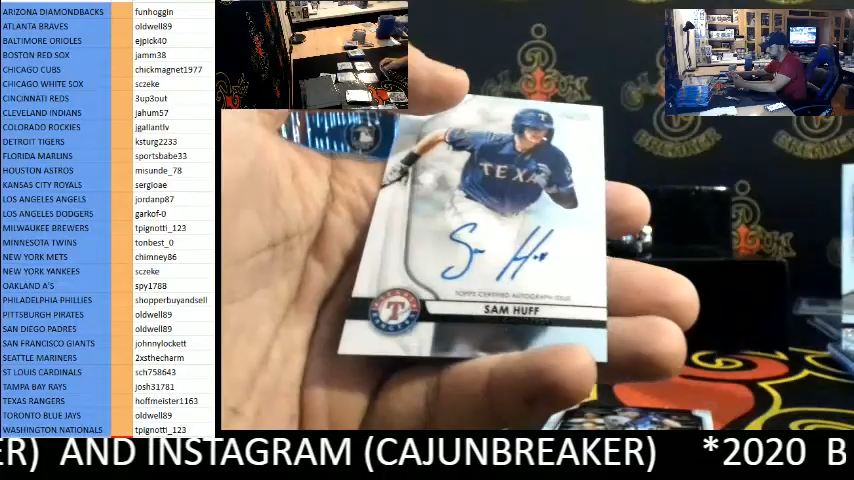 ARIZONA DIAMONDBACKS funhoggin
ATLANTA BRAVES oldwell89
BALTIMORE ORIOLES ejpick40
BOSTON RED SOX jamm38
CHICAGO CUBS chickmagnet1977
CHICAGO WHITE SOX sczeke
CINCINNATI REDS 3up3out
CLEVELAND INDIANS jahum57
COLORADO ROCKIES jgallantlv
DETROIT TIGERS ksturg2233
FLORIDA MARLINS sportsbabe33
HOUSTON ASTROS misunde_78
KANSAS CITY ROYALS sergioae
LOS ANGELES ANGELS jordanp87
LOS ANGELES DODGERS garkof-0
MILWAUKEE BREWERS tpignotti_123
MINNESOTA TWINS tonbest_0
NEW YORK METS chimney86
NEW YORK YANKEES sczeke
OAKLAND A'S spy1788
PHILADELPHIA PHILLIES shopperbuyandsell
PITTSBURGH PIRATES oldwell89
SAN DIEGO PADRES oldwell89
SAN FRANCISCO GIANTS johnnylockett
SEATTLE MARINERS 2xsthecharm
ST LOUIS CARDINALS sch758643
TAMPA BAY RAYS josh31781
TEXAS RANGERS hoffmeister1163
TORONTO BLUE JAYS oldwell89
WASHINGTON NATIONALS tpignotti_123
TEXA
Sam Huff
TOPPS CERTIFIED AUTOGRAPH ISSUE
SAM HUFF
T
BREAKER
ER) AND INSTAGRAM (CAJUNBREAKER) *2020 B